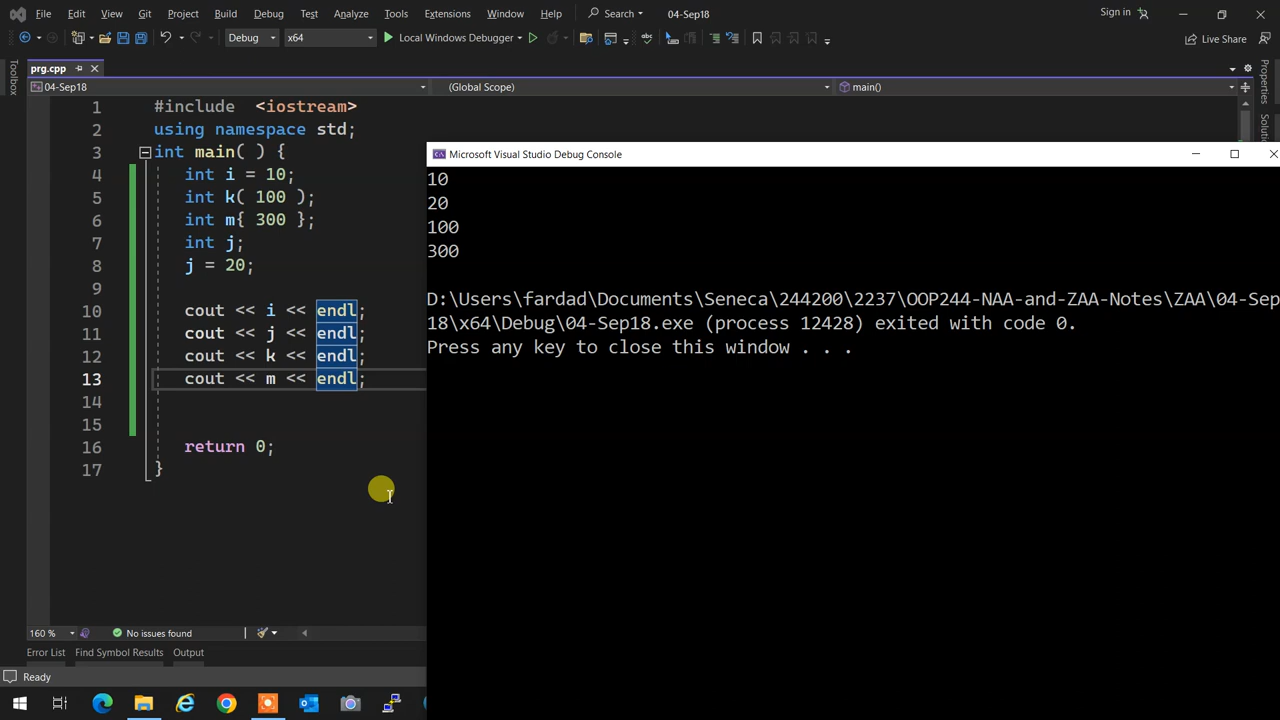 File Edit View Git Project Build Debug Test Analyze Tools Extensions Window Help Search 04-Sep18 Sign in
Debug x64 Local Windows Debugger Live Share
prg.cpp
04-Sep18 (Global Scope) main()
1 #include <iostream>
2 using namespace std;
3 int main( ) {
4 int i = 10;
5 int k( 100 );
6 int m{ 300 };
7 int j;
8 j = 20;
9
10 cout << i << endl;
11 cout << j << endl;
12 cout << k << endl;
13 cout << m << endl;
14
15
16 return 0;
17 }
Microsoft Visual Studio Debug Console
10
20
100
300
D:\Users\fardad\Documents\Seneca\244200\2237\OOP244-NAA-and-ZAA-Notes\ZAA\04-Sep
18\x64\Debug\04-Sep18.exe (process 12428) exited with code 0.
Press any key to close this window . . .
Toolbox
Properties
160 % No issues found
Error List Find Symbol Results Output
Ready